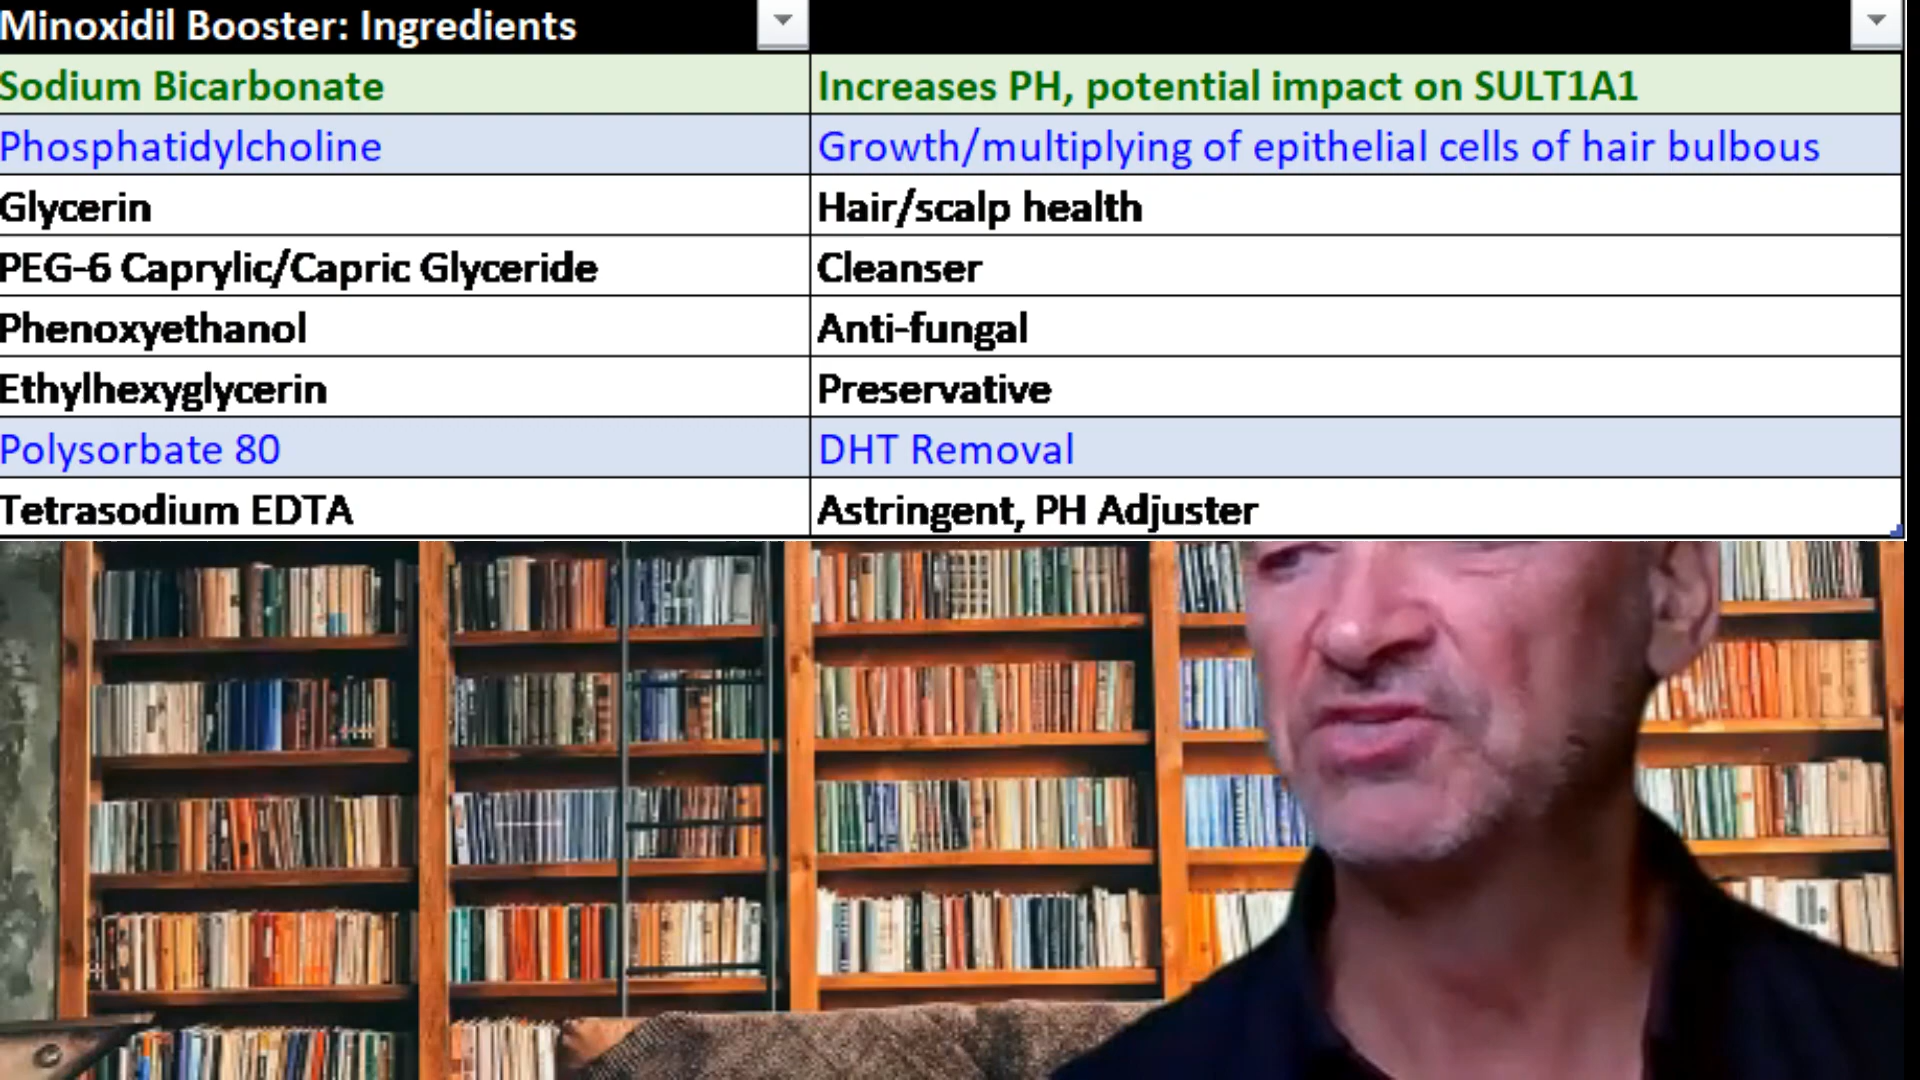 Minoxidil Booster: Ingredients
Sodium Bicarbonate Increases PH, potential impact on SULT1A1
Phosphatidylcholine Growth/multiplying of epithelial cells of hair bulbous
Glycerin Hair/scalp health
PEG-6 Caprylic/Capric Glyceride Cleanser
Phenoxyethanol Anti-fungal
Ethylhexyglycerin Preservative
Polysorbate 80 DHT Removal
Tetrasodium EDTA Astringent, PH Adjuster